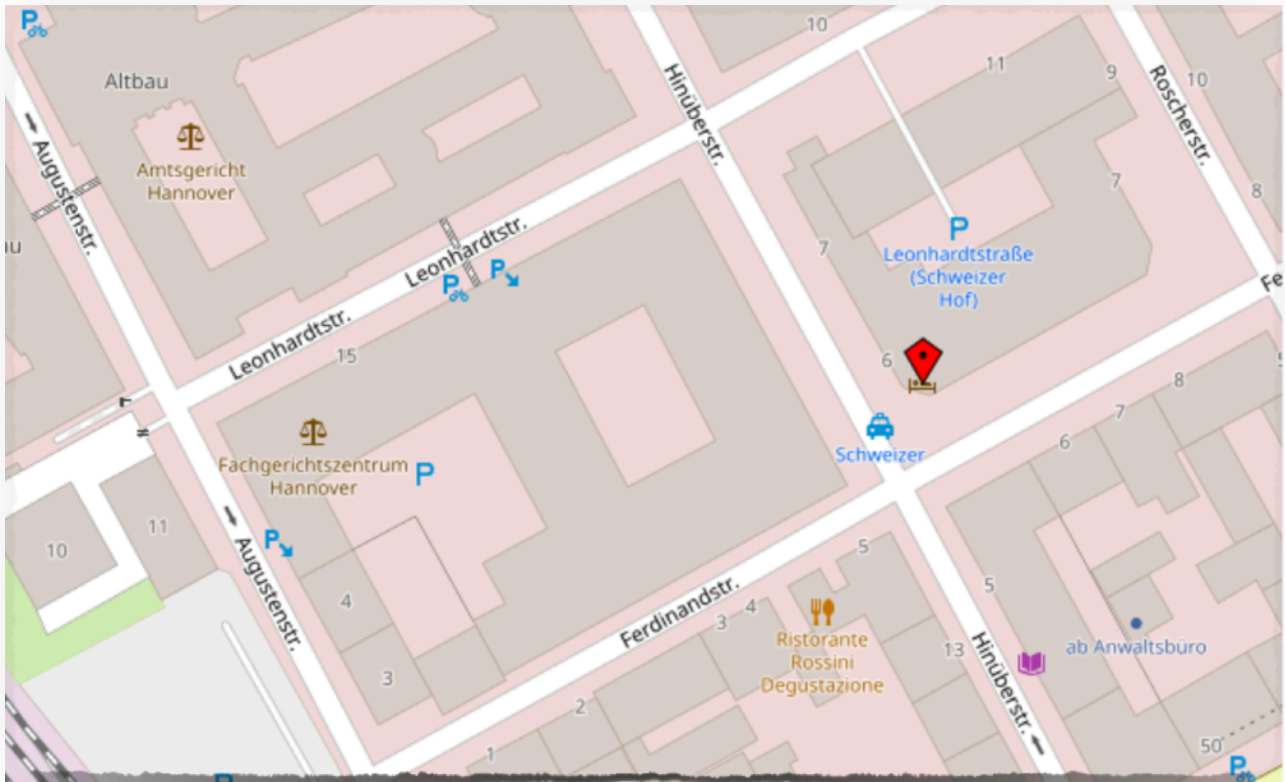 10
11
9
10
Hinüberstr.
Roscherstr.
Altbau
Amtsgericht
Hannover
Augustenstr.
7
8
Leonhardtstr.
7
P
Leonhardtstraße
(Schweizer
Hof)
P
P
Leonhardtstr.
15
6
8
7
6
Schweizer
Fachgerichtszentrum
Hannover
P
11
10
P
Augustenstr.
5
5
4
Ferdinandstr.
4
3
Ristorante
Rossini
Degustazione
13
Hinüberstr.
ab Anwaltsbüro
3
2
1
50
P
P